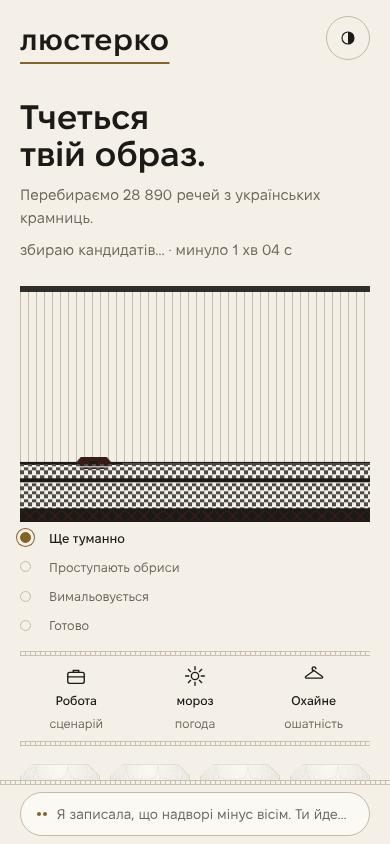 люстерко
Тчеться
твій образ.
Перебираємо 28 890 речей з українських
крамниць.
збираю кандидатів... · минуло 1 хв 04 с
Ще туманно
Проступають обриси
Вимальовується
Готово
Робота
сценарій
мороз
погода
Охайне
ошатність
Я записала, що надворі мінус вісім. Ти йде...